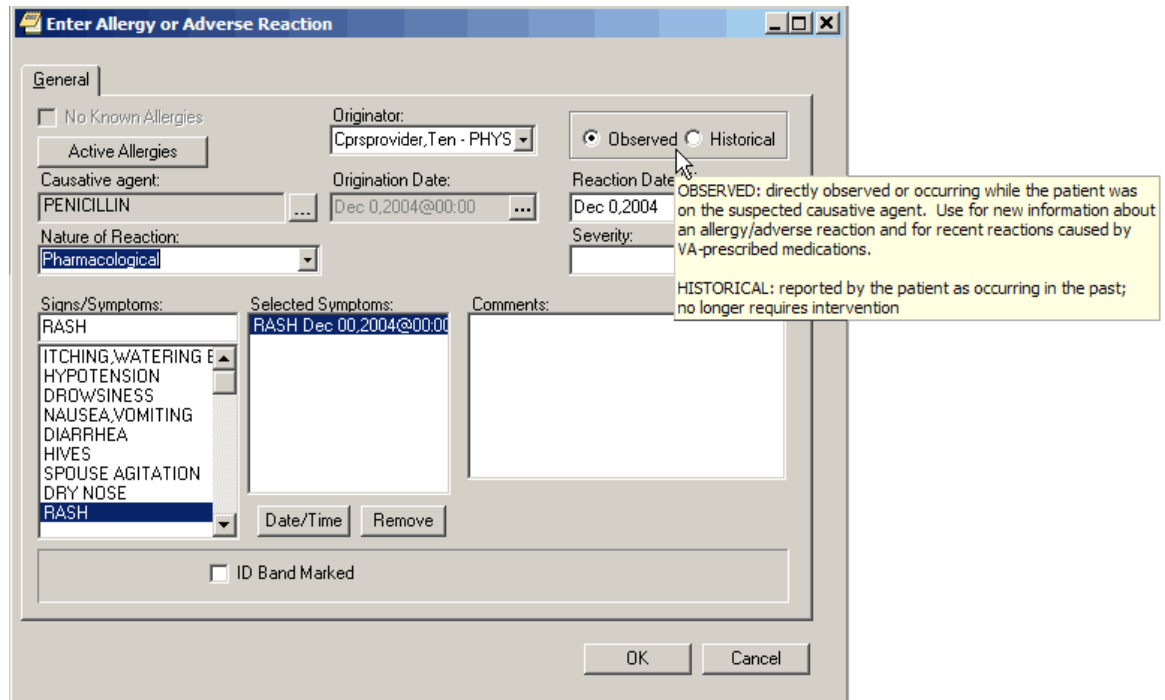 Enter Allergy or Adverse Reaction
General
No Known Allergies
Active Allergies
Originator:
Cprsprovider,Ten - PHYS
Observed
Historical
Causative agent:
PENICILLIN
...
Origination Date:
Dec 0,2004@00:00
...
Reaction Date
Dec 0,2004
OBSERVED: directly observed or occurring while the patient was
on the suspected causative agent.  Use for new information about
an allergy/adverse reaction and for recent reactions caused by
VA-prescribed medications.
HISTORICAL: reported by the patient as occurring in the past;
no longer requires intervention
Nature of Reaction:
Pharmacological
Severity:
Signs/Symptoms:
RASH
ITCHING,WATERING E
HYPOTENSION
DROWSINESS
NAUSEA,VOMITING
DIARRHEA
HIVES
SPOUSE AGITATION
DRY NOSE
RASH
Selected Symptoms:
RASH Dec 00,2004@00:00
Date/Time
Remove
Comments:
ID Band Marked
OK
Cancel